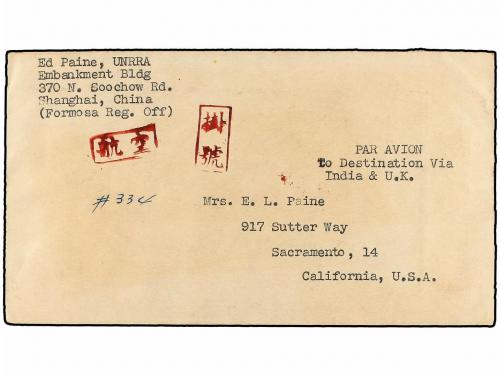 Ed Paine, UNRRA
Embankment Bldg
370 N. Soochow Rd.
Shanghai, China
(Formosa Reg. Off)
航空
掛號
PAR AVION
To Destination Via
India & U.K.
Mrs. E. L. Paine
917 Sutter Way
Sacramento, 14
California, U.S.A.